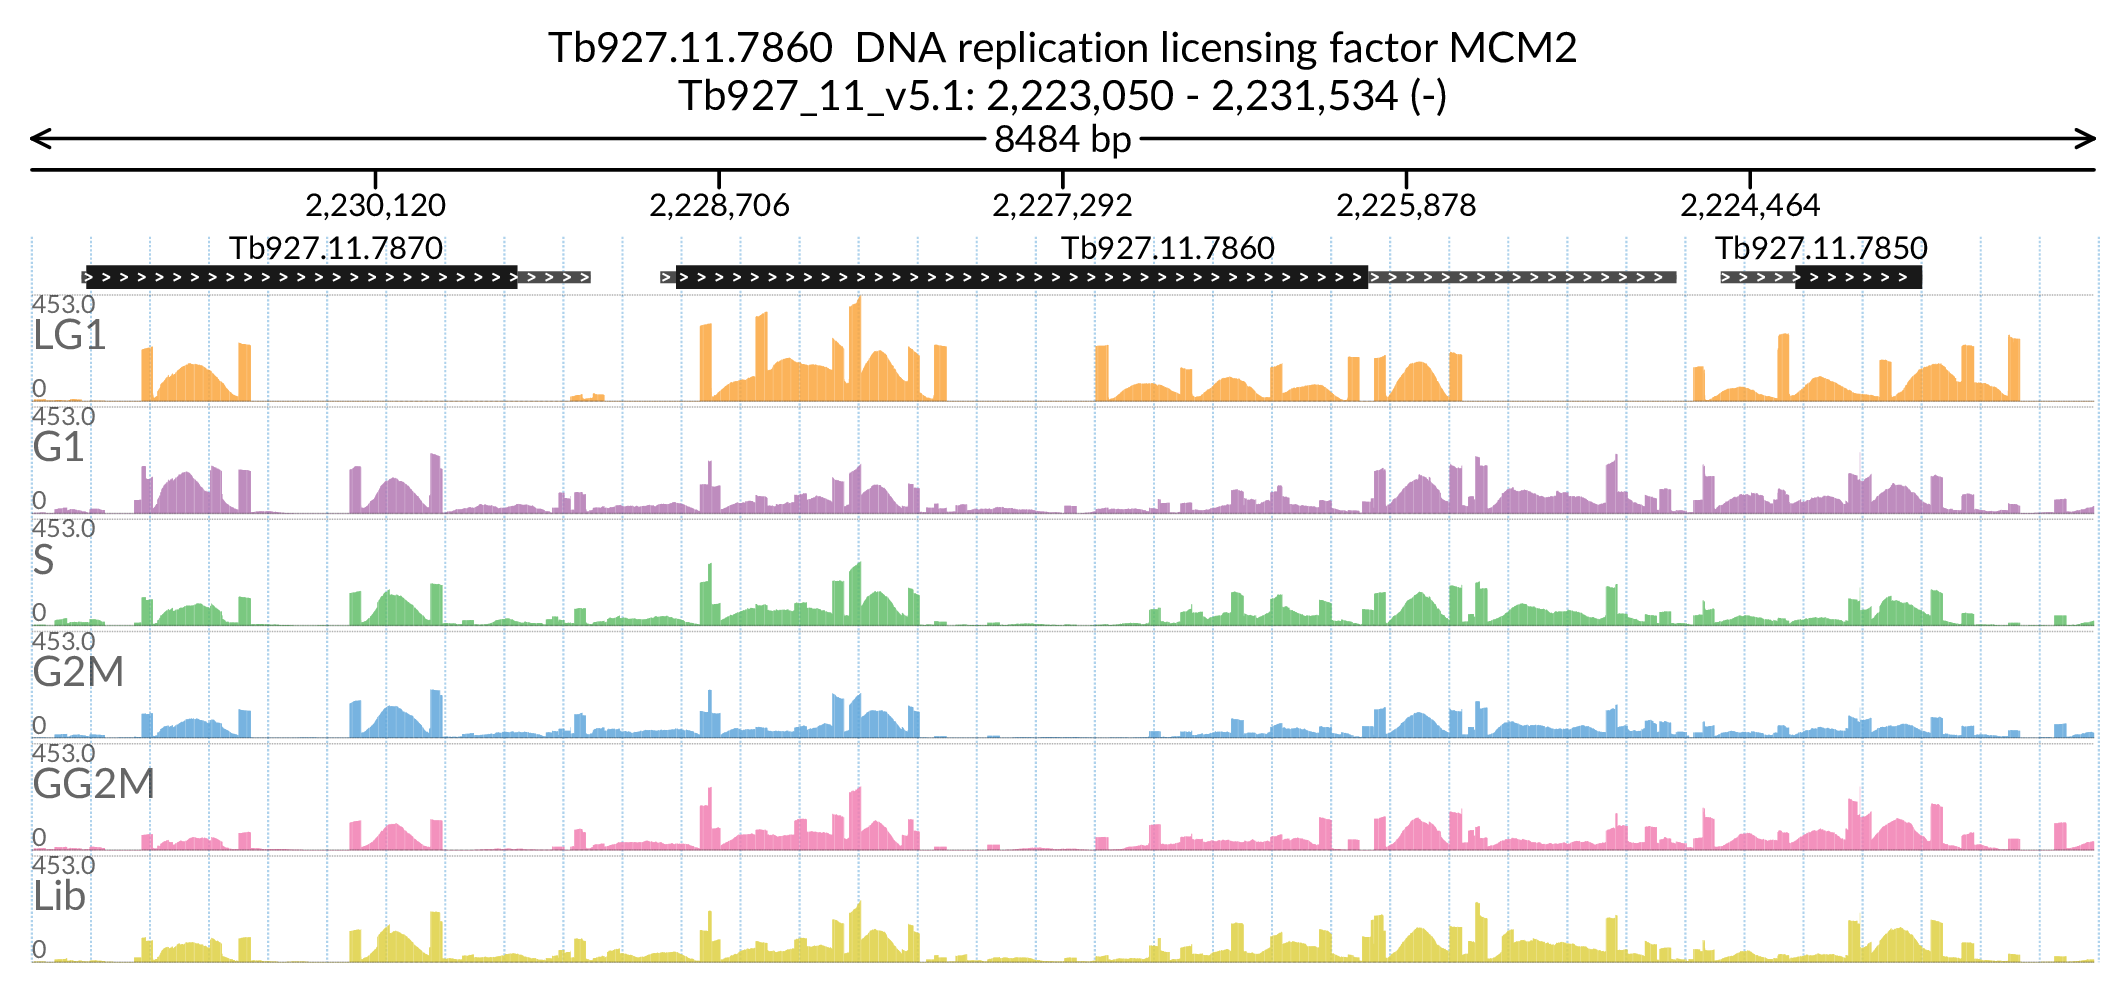 Tb927.11.7860 DNA replication licensing factor MCM2
Tb927_11_v5.1: 2,223,050 - 2,231,534 (-)
8484 bp
2,230,120 2,228,706 2,227,292 2,225,878 2,224,464
Tb927.11.7870 Tb927.11.7860 Tb927.11.7850
453.0
LG1
0
453.0
G1
0
453.0
S
0
453.0
G2M
0
453.0
GG2M
0
453.0
Lib
0